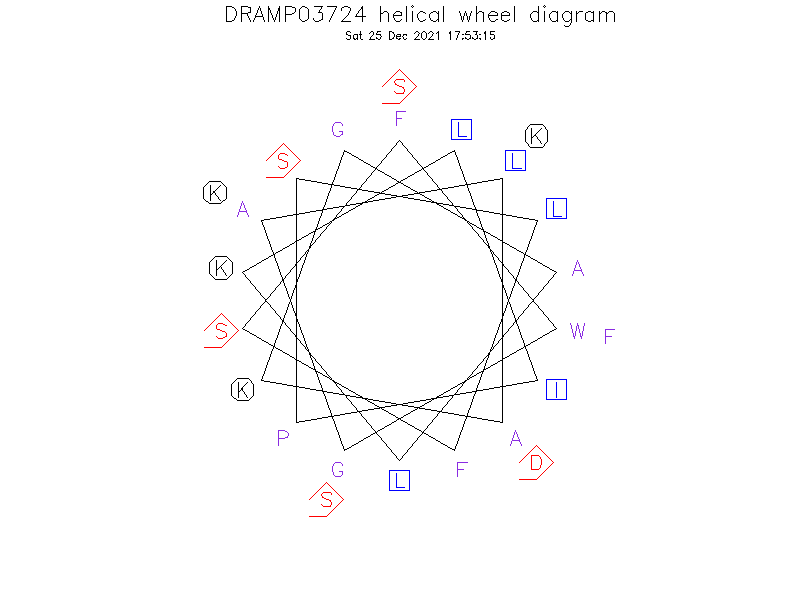 DRAMP03724 helical wheel diagram
Sat 25 Dec 2021 17:53:15
S
F
G L K
S L
K A L
K A
S W F
K I
P A
D
G L F
S